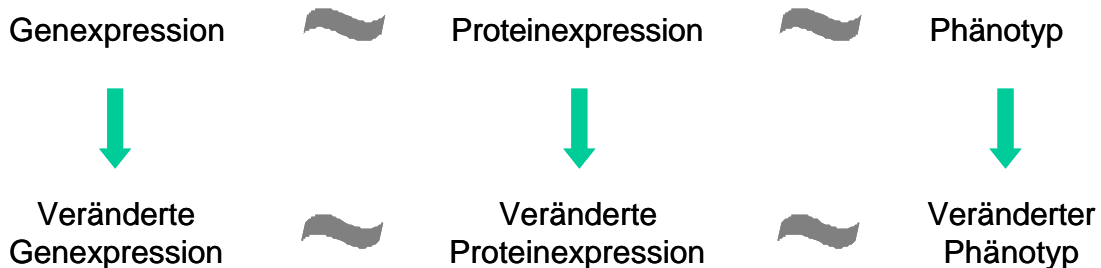 Genexpression Proteinexpression Phänotyp
Veränderte Veränderte Veränderter
Genexpression Proteinexpression Phänotyp